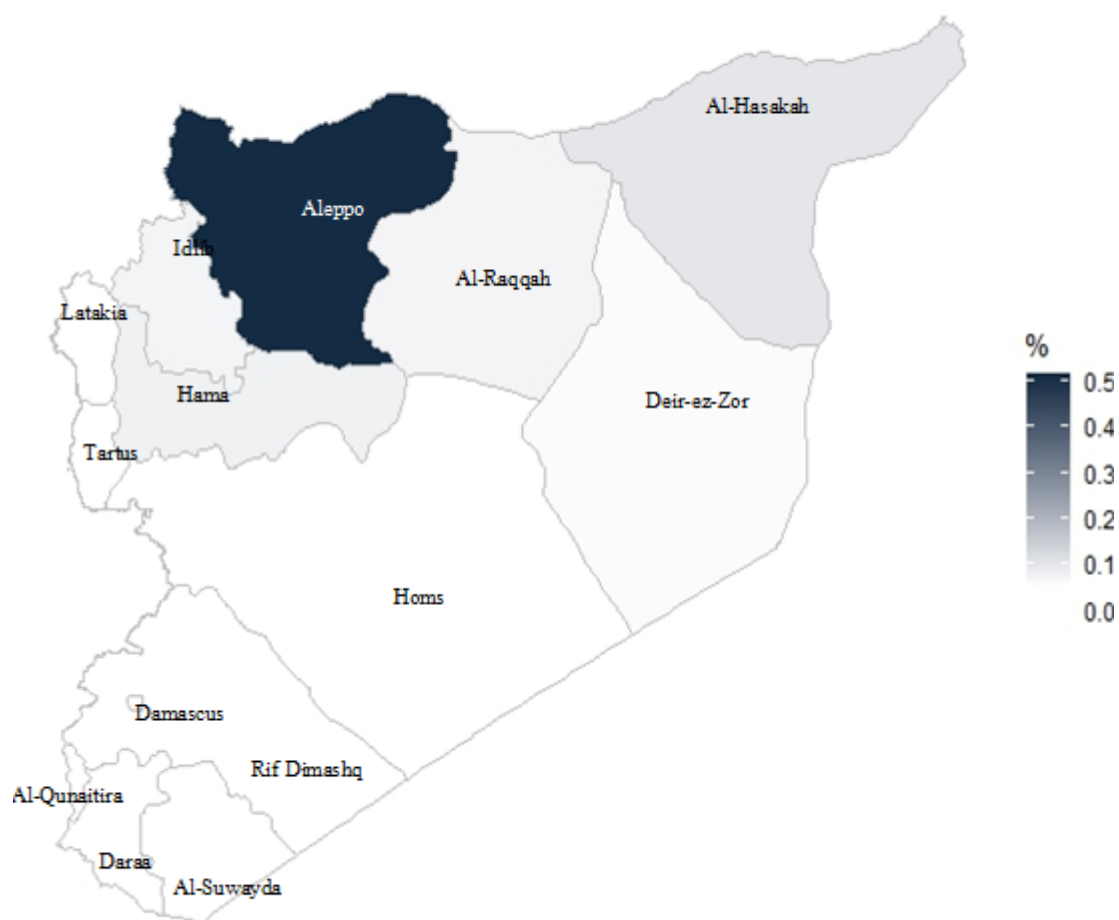 Al-Hasakah
Aleppo
Idlib
Al-Raqqah
Latakia
%
0.5
0.4
0.3
0.2
0.1
0.0
Hama
Deir-ez-Zor
Tartus
Homs
Damascus
Rif Dimashq
Al-Qunaitira
Daraa
Al-Suwayda